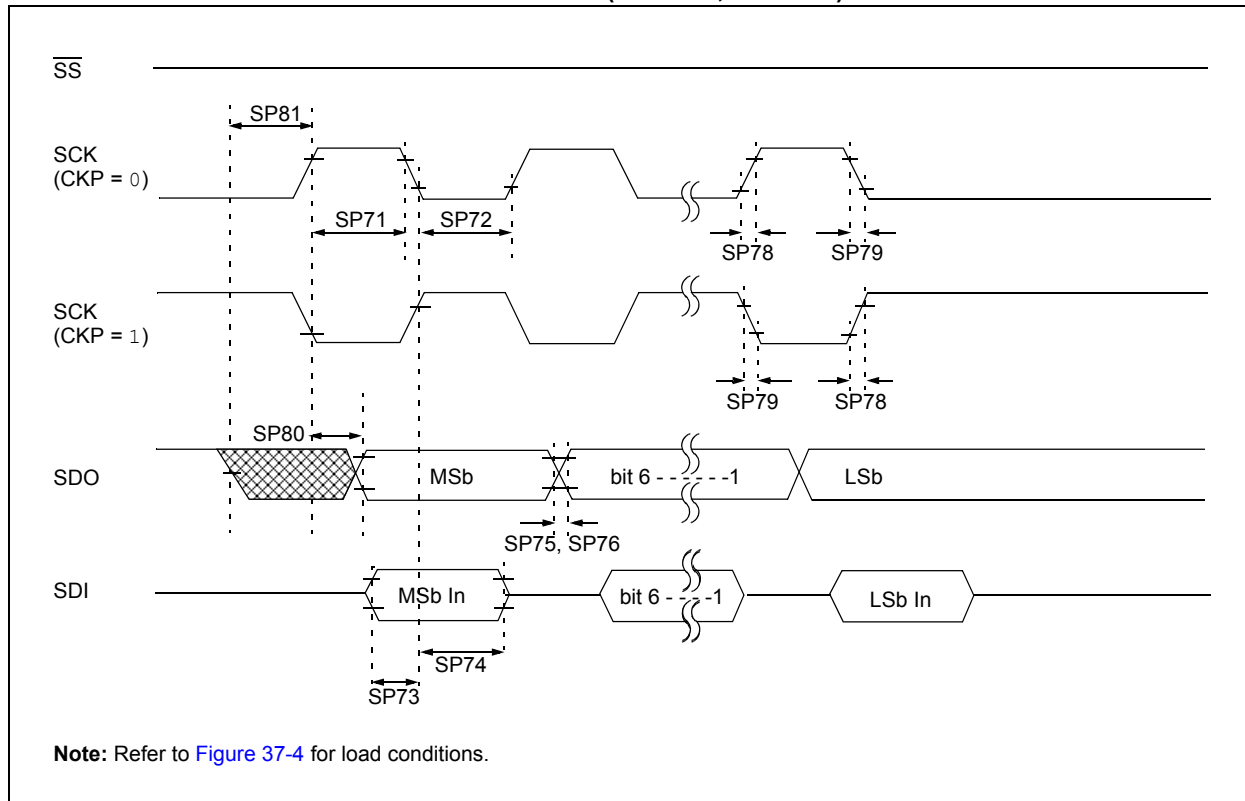 SS
SP81
SCK
(CKP = 0)
SP71
SP72
SP78
SP79
SCK
(CKP = 1)
SP79
SP78
SP80
SDO
MSb
bit 6 - - - - - -1
LSb
SP75, SP76
SDI
MSb In
bit 6 - - - - -1
LSb In
SP74
SP73
Note: Refer to Figure 37-4 for load conditions.